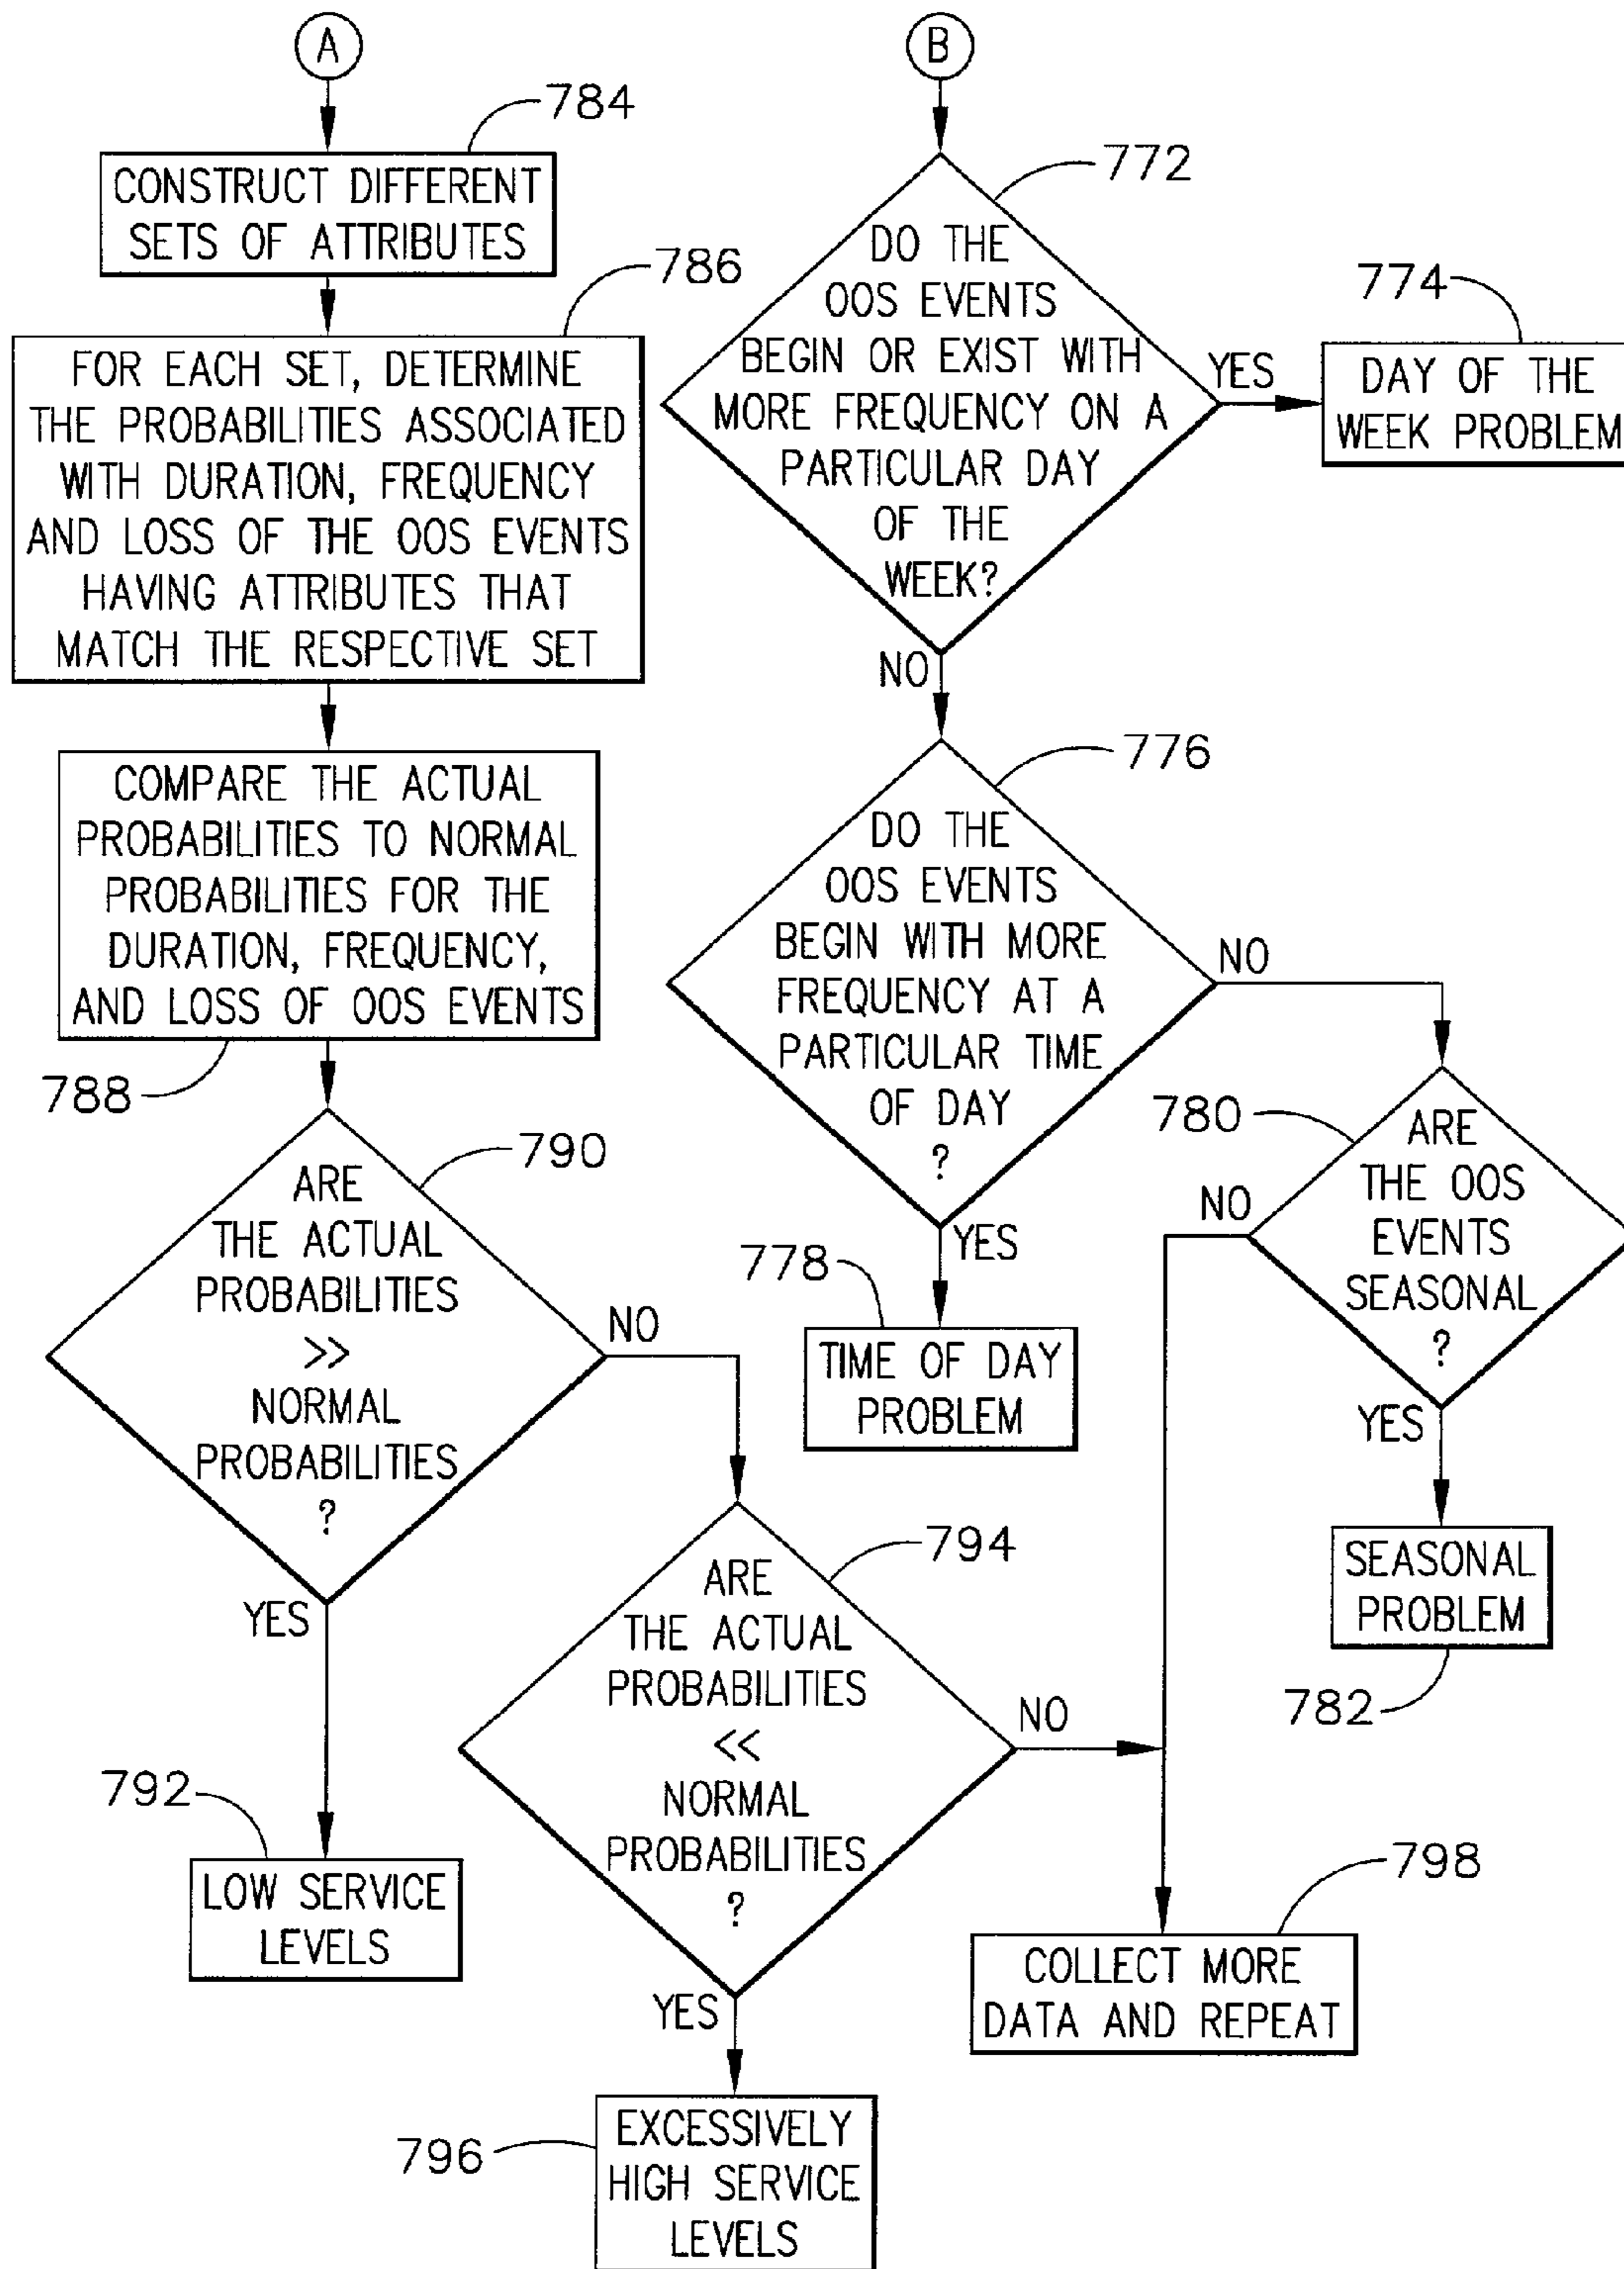 A
784
CONSTRUCT DIFFERENT
SETS OF ATTRIBUTES
786
FOR EACH SET, DETERMINE
THE PROBABILITIES ASSOCIATED
WITH DURATION, FREQUENCY
AND LOSS OF THE OOS EVENTS
HAVING ATTRIBUTES THAT
MATCH THE RESPECTIVE SET
COMPARE THE ACTUAL
PROBABILITIES TO NORMAL
PROBABILITIES FOR THE
DURATION, FREQUENCY,
AND LOSS OF OOS EVENTS
788
790
ARE
THE ACTUAL
PROBABILITIES
>>
NORMAL
PROBABILITIES
?
NO
YES
792
LOW SERVICE
LEVELS
794
ARE
THE ACTUAL
PROBABILITIES
<<
NORMAL
PROBABILITIES
?
NO
YES
796
EXCESSIVELY
HIGH SERVICE
LEVELS
B
772
DO THE
OOS EVENTS
BEGIN OR EXIST WITH
MORE FREQUENCY ON A
PARTICULAR DAY
OF THE
WEEK?
YES
774
DAY OF THE
WEEK PROBLEM
NO
776
DO THE
OOS EVENTS
BEGIN WITH MORE
FREQUENCY AT A
PARTICULAR TIME
OF DAY
?
NO
YES
778
TIME OF DAY
PROBLEM
780
ARE
THE OOS
EVENTS
SEASONAL
?
NO
YES
SEASONAL
PROBLEM
782
798
COLLECT MORE
DATA AND REPEAT